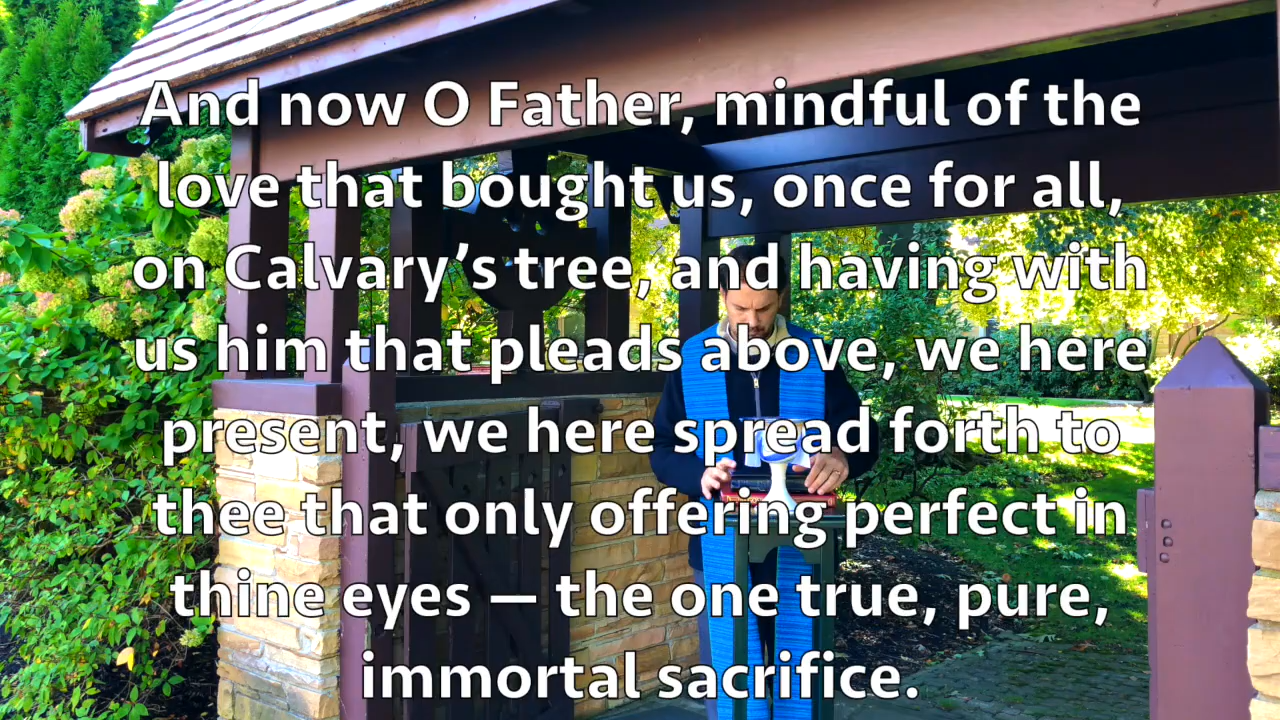 And now O Father, mindful of the
love that bought us, once for all,
on Calvary’s tree, and having with
us him that pleads above, we here
present, we here spread forth to
thee that only offering perfect in
thine eyes — the one true, pure,
immortal sacrifice.